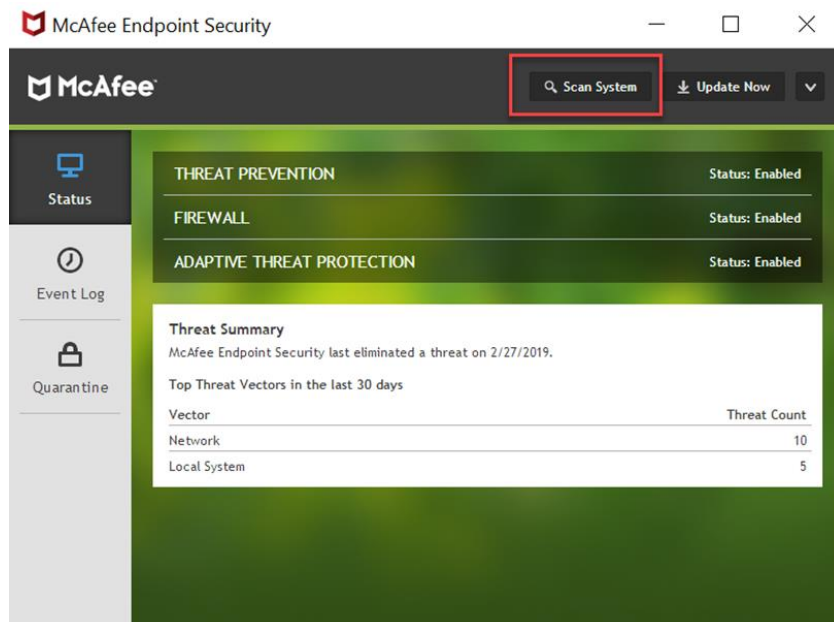 McAfee Endpoint Security
McAfee
Scan System
Update Now
Status
Event Log
Quarantine
THREAT PREVENTION Status: Enabled
FIREWALL Status: Enabled
ADAPTIVE THREAT PROTECTION Status: Enabled
Threat Summary
McAfee Endpoint Security last eliminated a threat on 2/27/2019.
Top Threat Vectors in the last 30 days
Vector Threat Count
Network 10
Local System 5